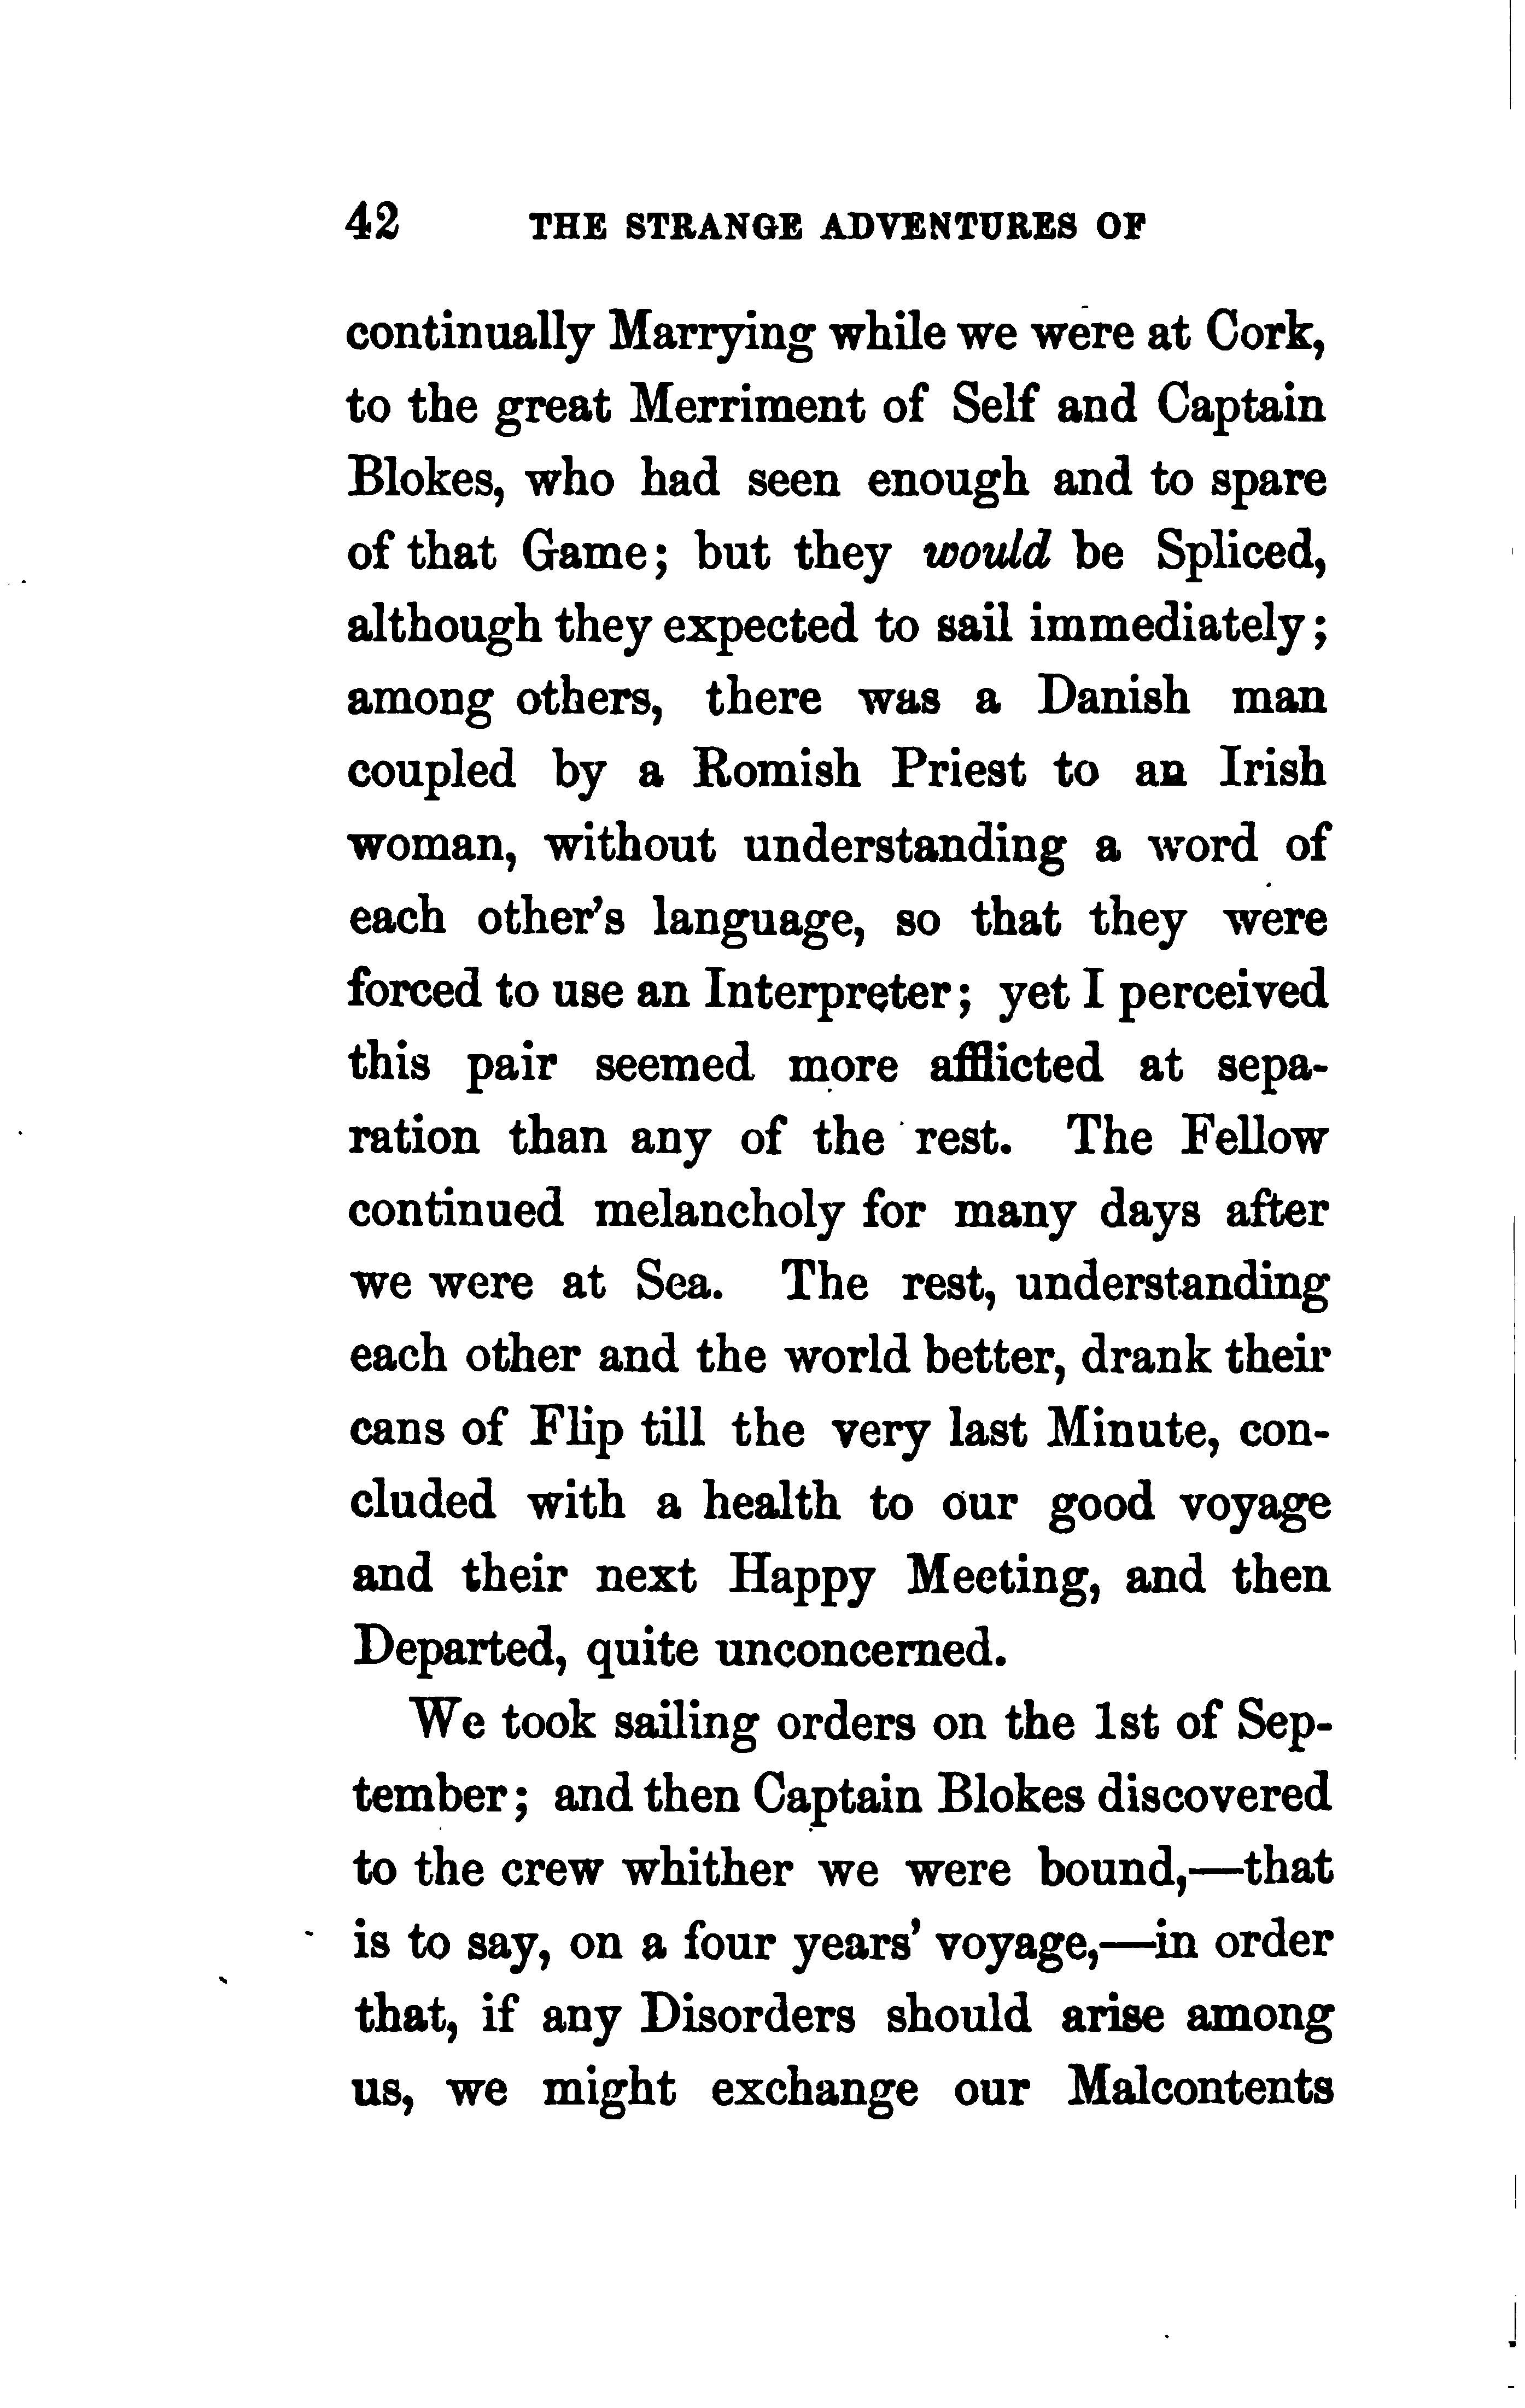 42 THE STRANGE ADVENTURES OF
continually Marrying while we were at Cork,
to the great Merriment of Self and Captain
Blokes, who had seen enough and to spare
of that Game; but they would be Spliced,
although they expected to sail immediately;
among others, there was a Danish man
coupled by a Romish Priest to an Irish
woman, without understanding a word of
each other's language, so that they were
forced to use an Interpreter; yet I perceived
this pair seemed more afflicted at sepa-
ration than any of the rest. The Fellow
continued melancholy for many days after
we were at Sea. The rest, understanding
each other and the world better, drank their
cans of Flip till the very last Minute, con-
cluded with a health to our good voyage
and their next Happy Meeting, and then
Departed, quite unconcerned.
We took sailing orders on the 1st of Sep-
tember; and then Captain Blokes discovered
to the crew whither we were bound,—that
is to say, on a four years' voyage,—in order
that, if any Disorders should arise among
us, we might exchange our Malcontents